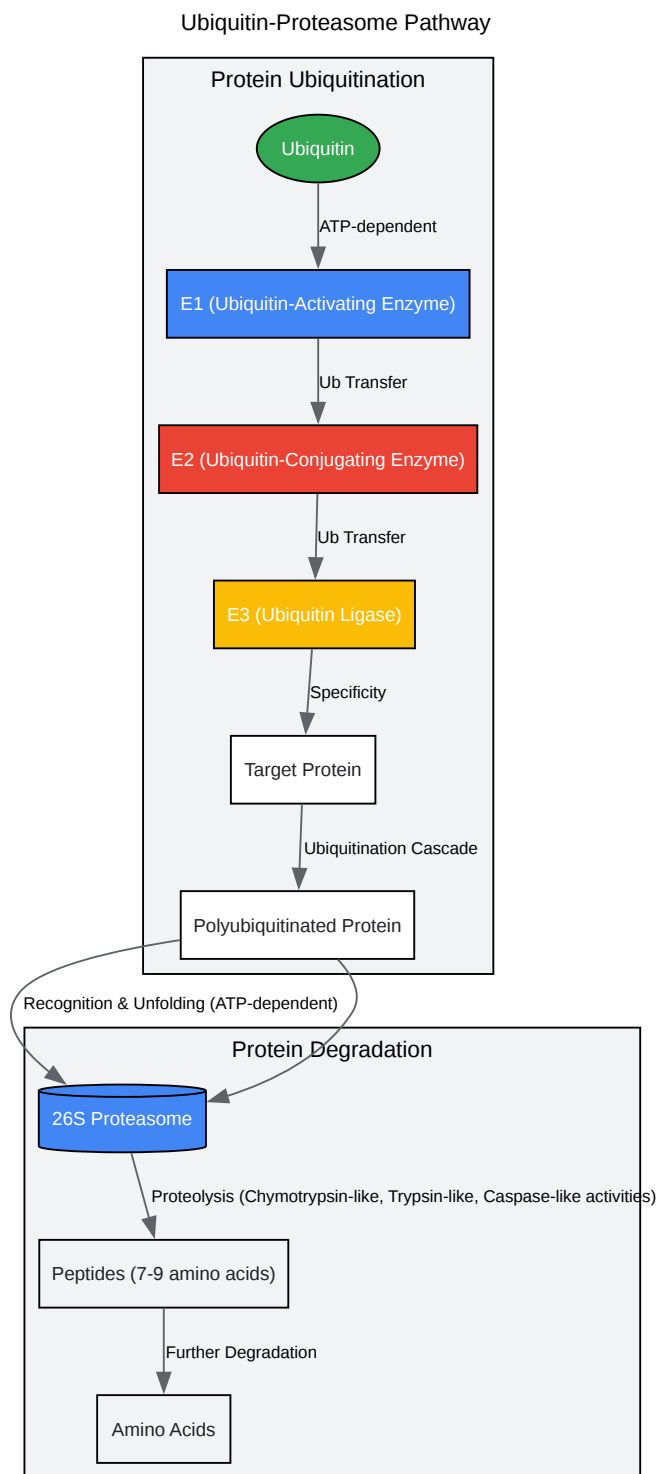 Ubiquitin-Proteasome Pathway
Protein Ubiquitination
Ubiquitin
ATP-dependent
E1 (Ubiquitin-Activating Enzyme)
Ub Transfer
E2 (Ubiquitin-Conjugating Enzyme)
Ub Transfer
E3 (Ubiquitin Ligase)
Specificity
Target Protein
Ubiquitination Cascade
Polyubiquitinated Protein
Recognition & Unfolding (ATP-dependent)
Protein Degradation
26S Proteasome
Proteolysis (Chymotrypsin-like, Trypsin-like, Caspase-like activities)
Peptides (7-9 amino acids)
Further Degradation
Amino Acids